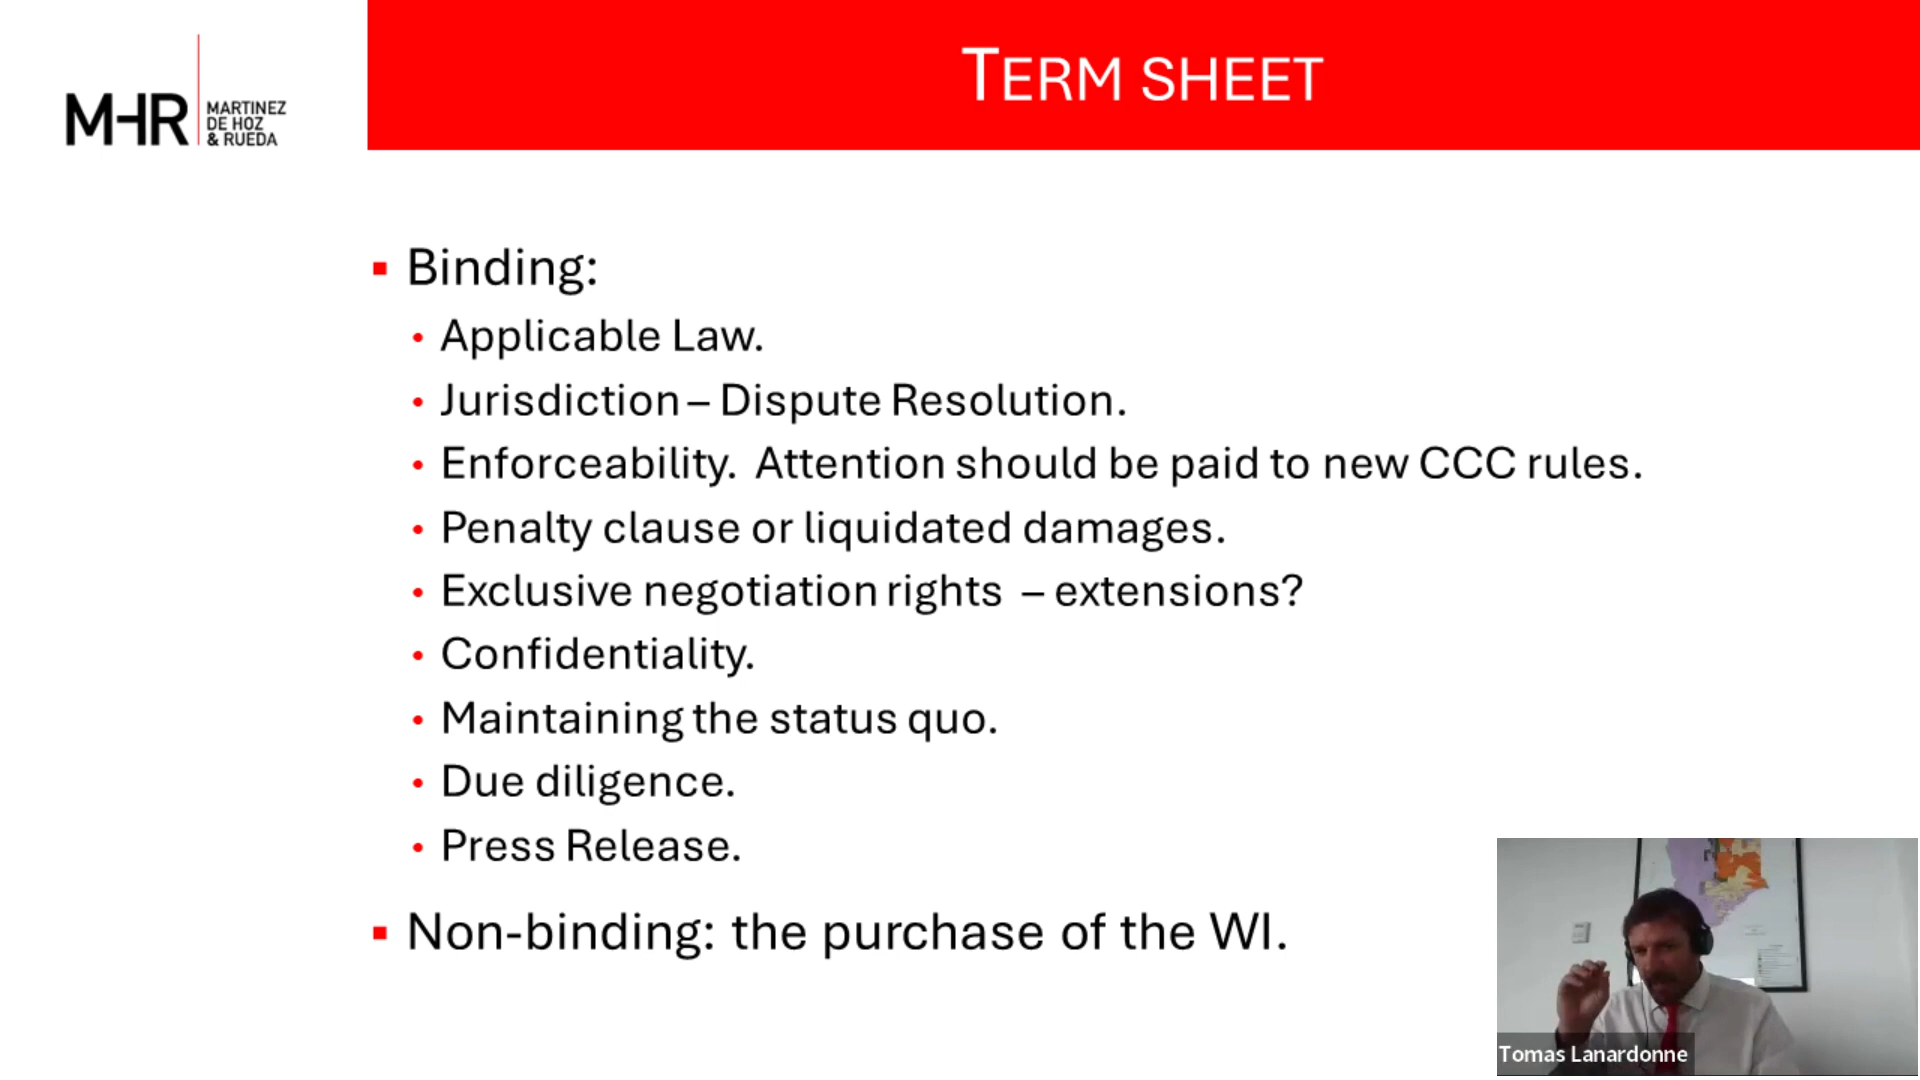 MHR
MARTINEZ
DE HOZ
& RUEDA
TERM SHEET
▪ Binding:
• Applicable Law.
• Jurisdiction – Dispute Resolution.
• Enforceability. Attention should be paid to new CCC rules.
• Penalty clause or liquidated damages.
• Exclusive negotiation rights – extensions?
• Confidentiality.
• Maintaining the status quo.
• Due diligence.
• Press Release.
▪ Non-binding: the purchase of the WI.
Tomas Lanardonne